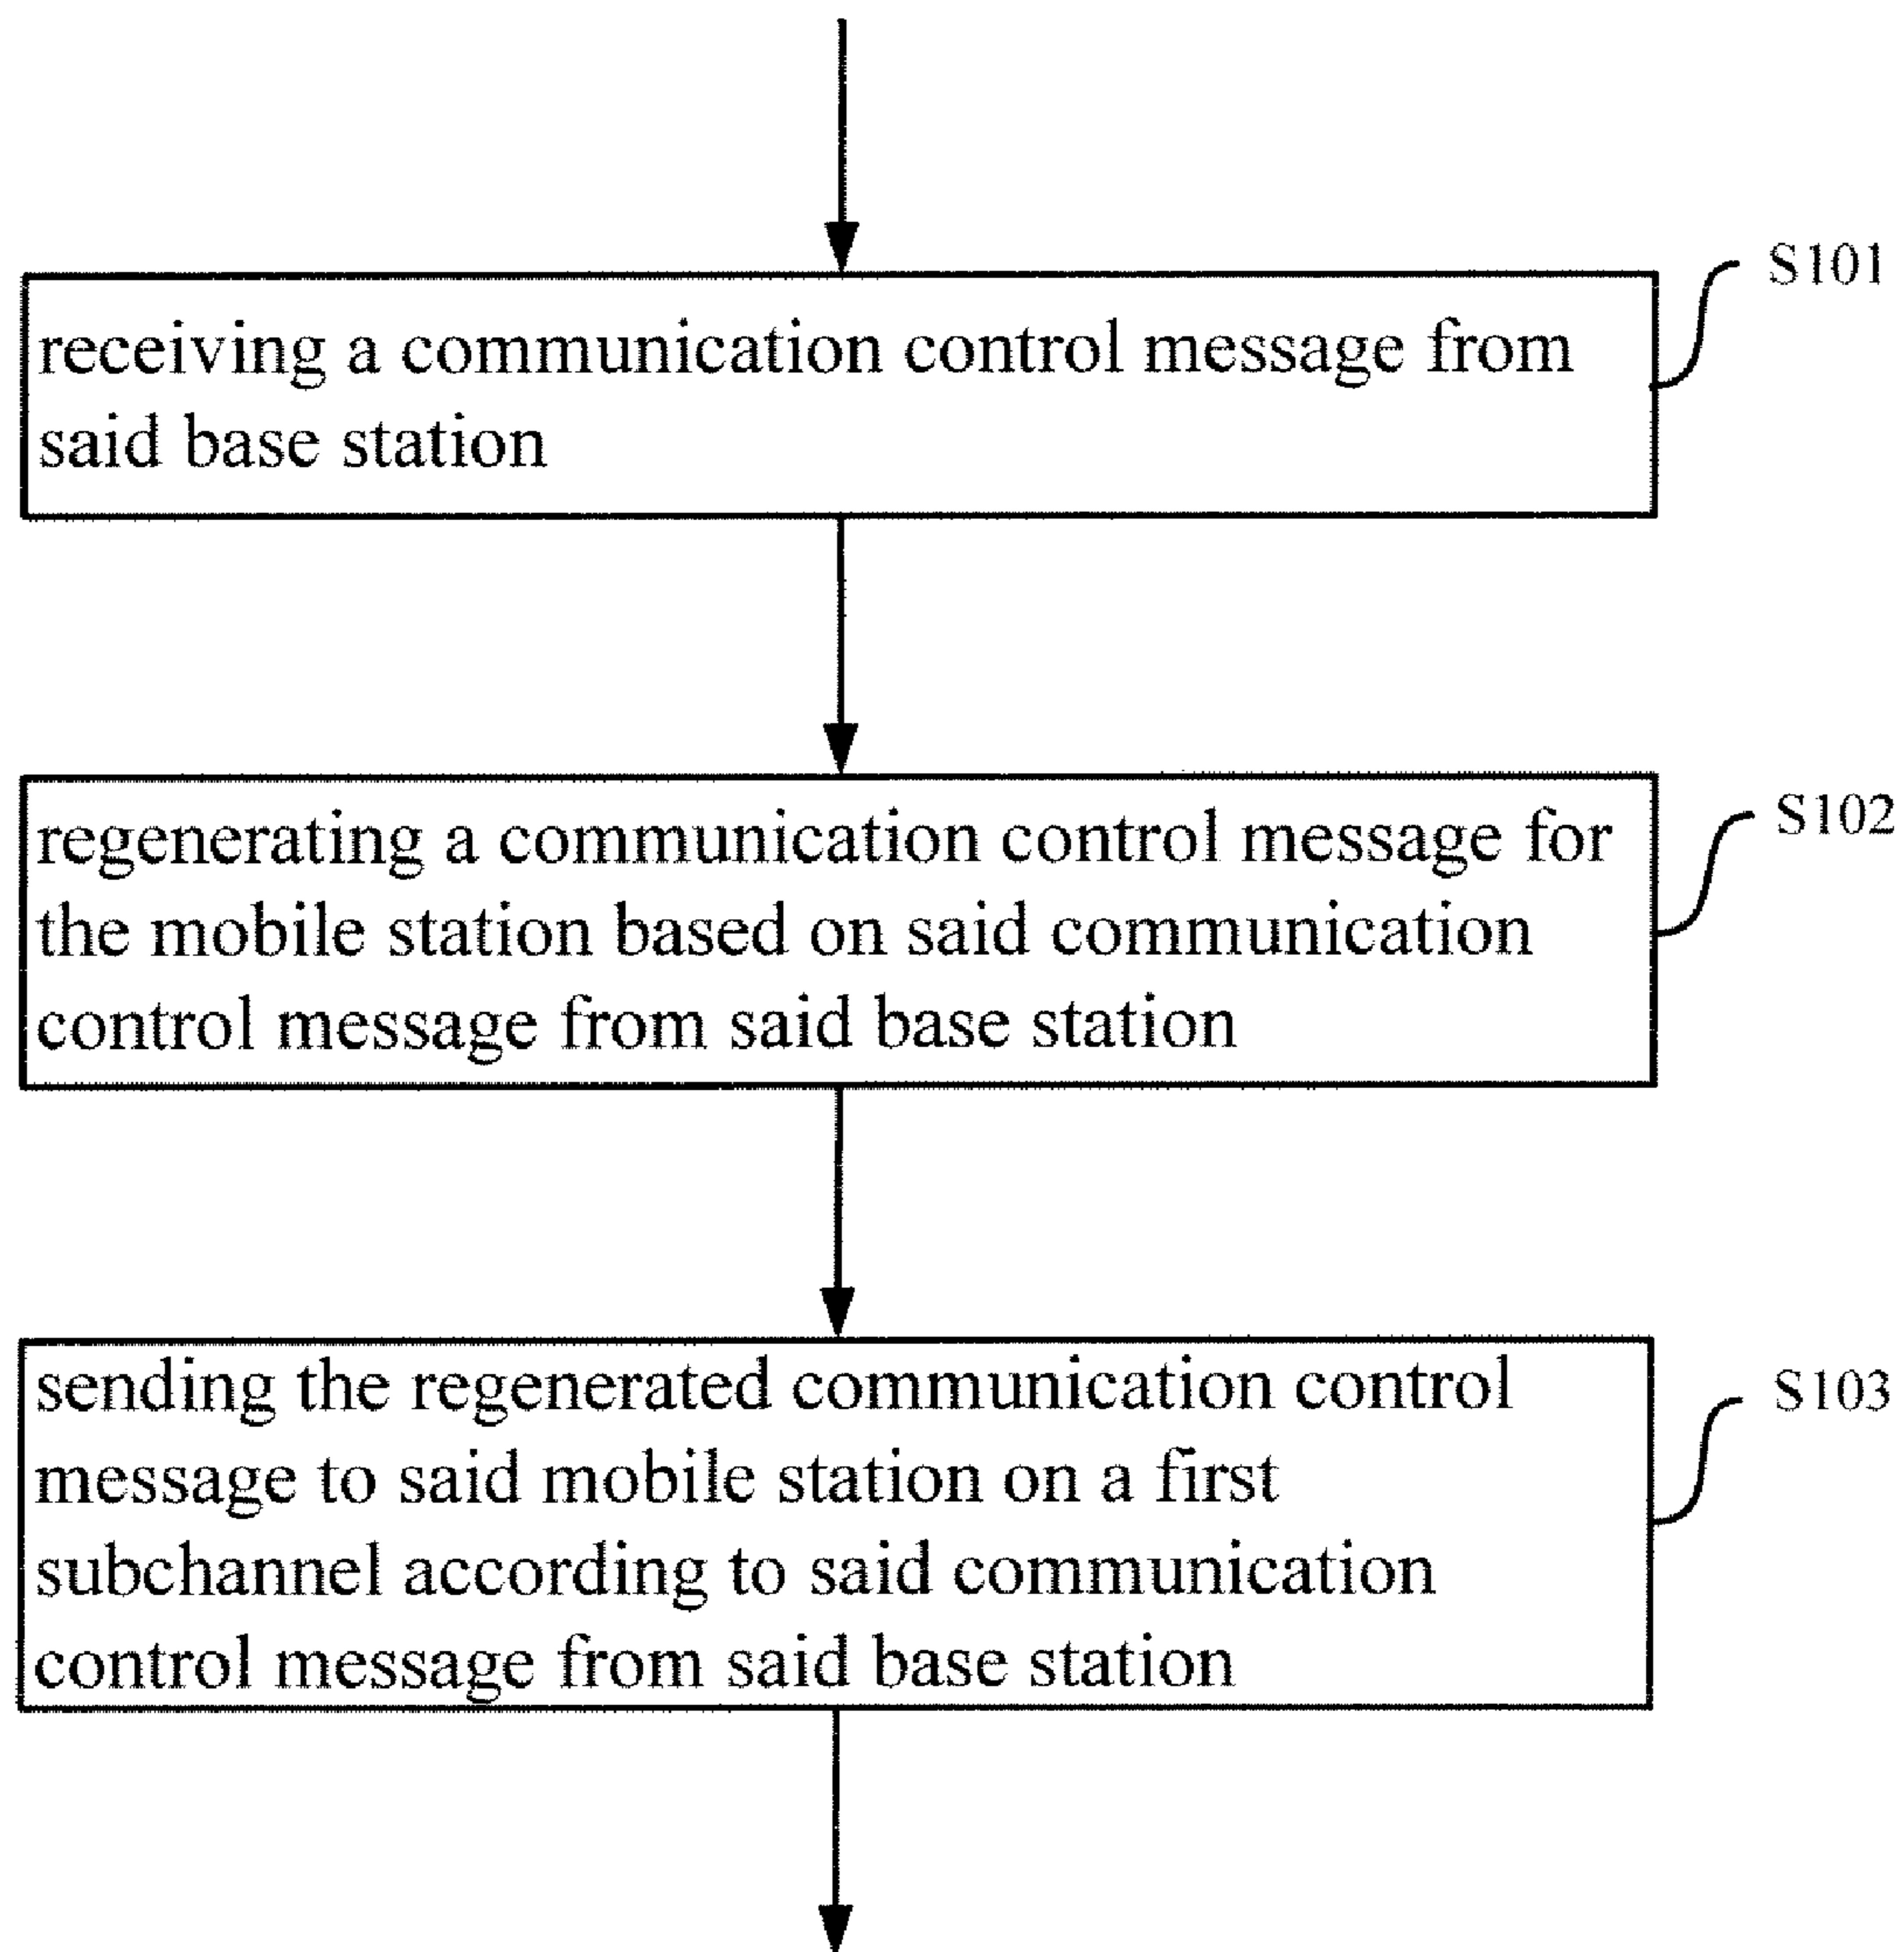 S101
receiving a communication control message from
said base station
S102
regenerating a communication control message for
the mobile station based on said communication
control message from said base station
S103
sending the regenerated communication control
message to said mobile station on a first
subchannel according to said communication
control message from said base station